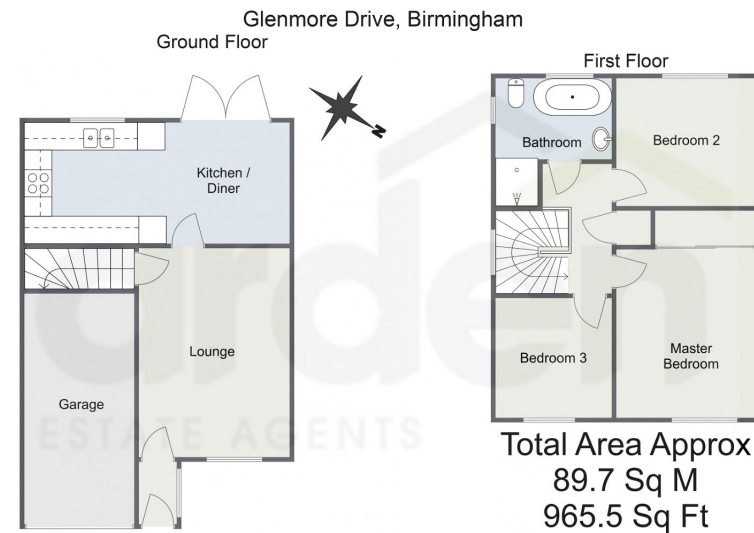 Glenmore Drive, Birmingham
Ground Floor
First Floor
N
Kitchen /
Diner
Lounge
Garage
Bathroom
Bedroom 2
Bedroom 3
Master
Bedroom
arden
ESTATE AGENTS
Total Area Approx
89.7 Sq M
965.5 Sq Ft